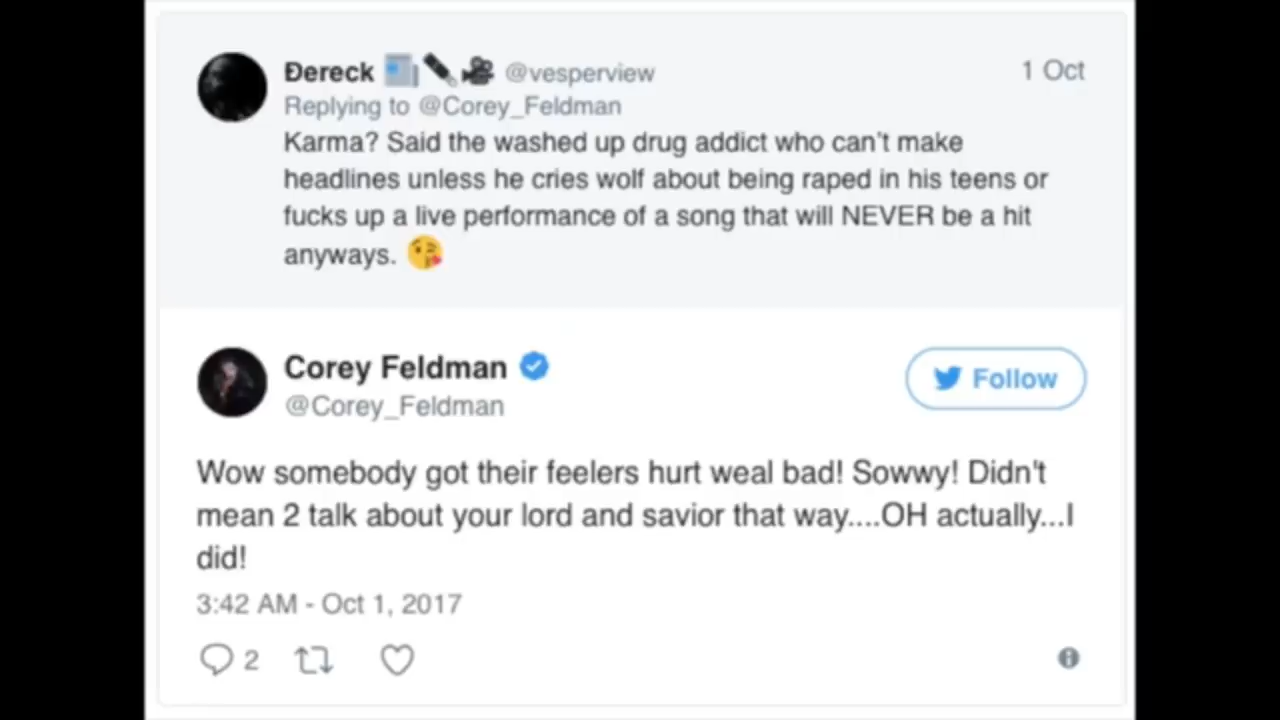 Đereck @vesperview 1 Oct
Replying to @Corey_Feldman
Karma? Said the washed up drug addict who can't make
headlines unless he cries wolf about being raped in his teens or
fucks up a live performance of a song that will NEVER be a hit
anyways. 😘
Corey Feldman
@Corey_Feldman
Follow
Wow somebody got their feelers hurt weal bad! Sowwy! Didn't
mean 2 talk about your lord and savior that way....OH actually...I
did!
3:42 AM - Oct 1, 2017
2